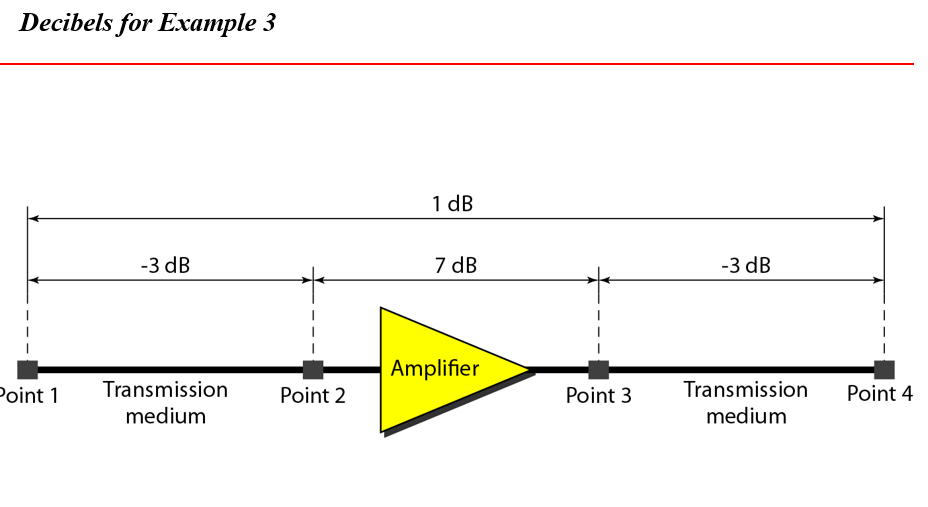 Decibels for Example 3
1 dB
-3 dB
7 dB
-3 dB
Amplifier
Point 1
Transmission
medium
Point 2
Point 3
Transmission
medium
Point 4